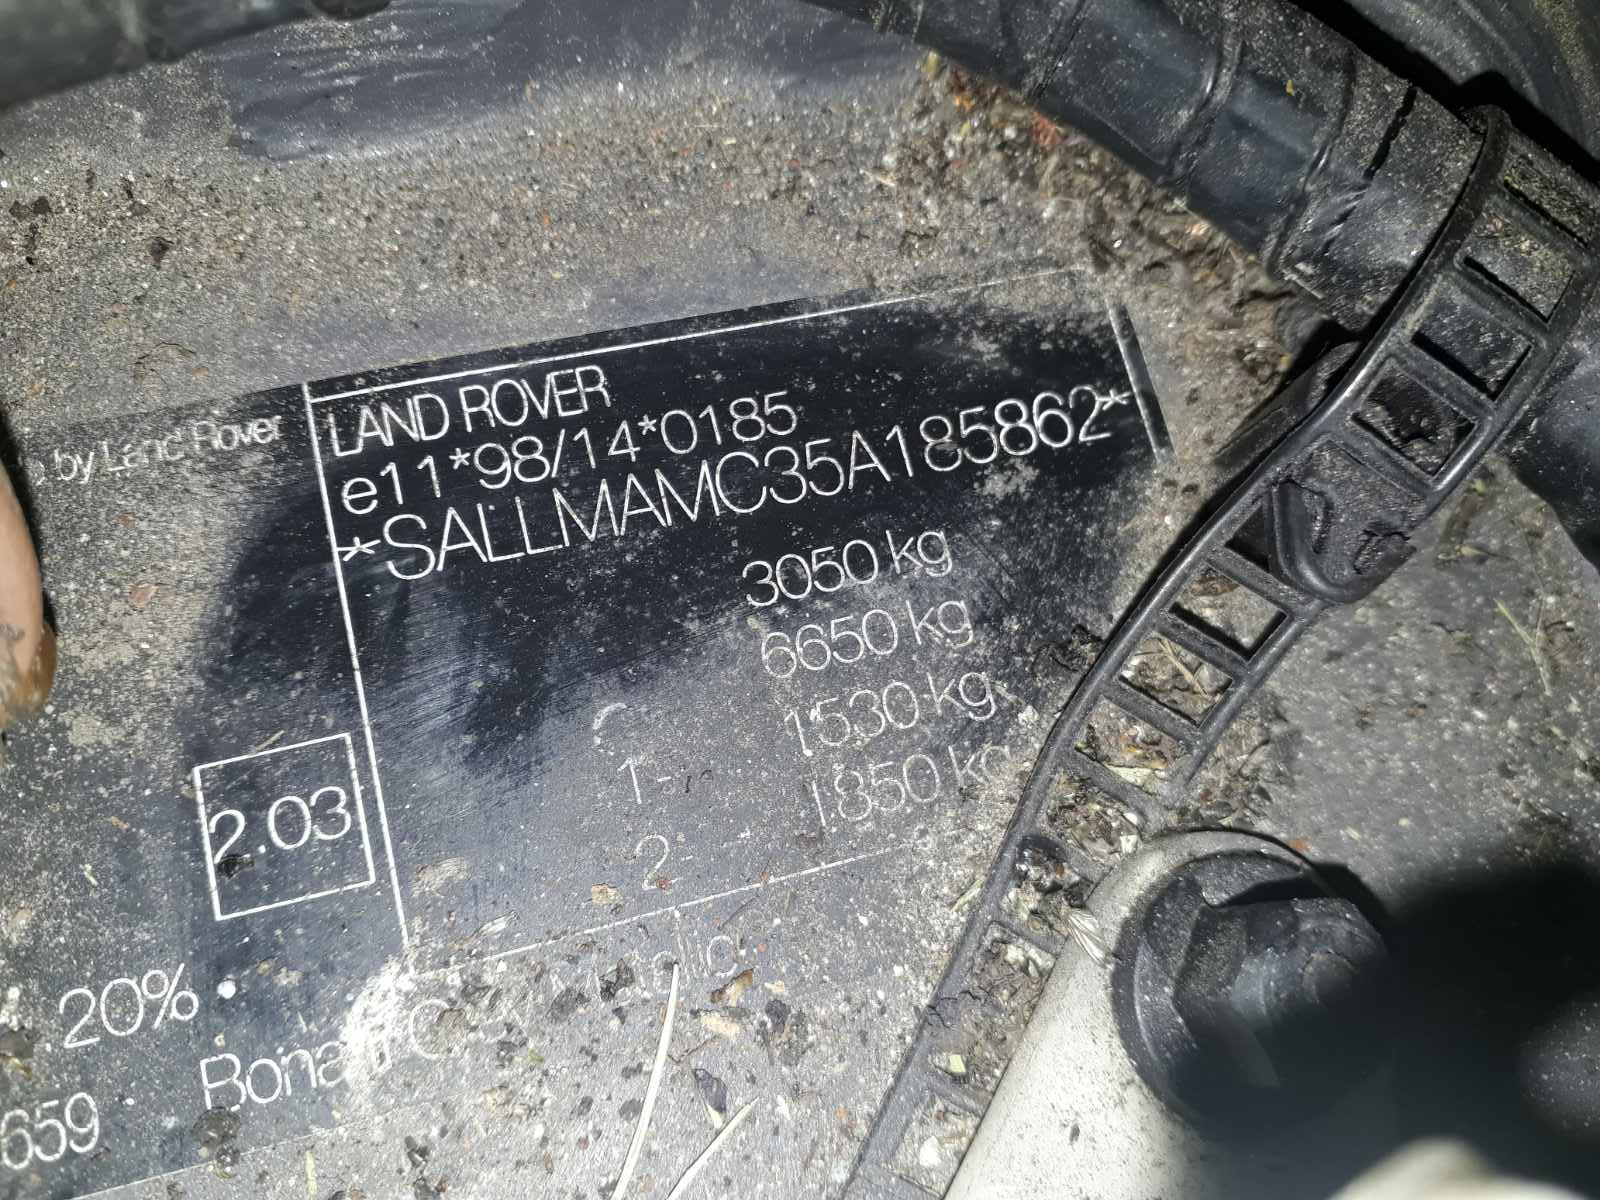 by Land Rover
LAND ROVER
e11*98/14*0185
*SALLMAMC35A185862*
3050 kg
6650 kg
1- 1530 kg
2- 1850 kg
2.03
20%
Metallic
659